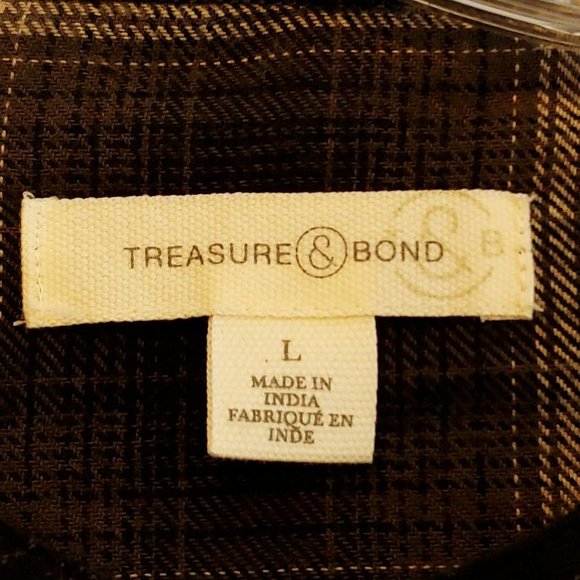 TREASURE & BOND
& B
L
MADE IN
INDIA
FABRIQUÉ EN
INDE